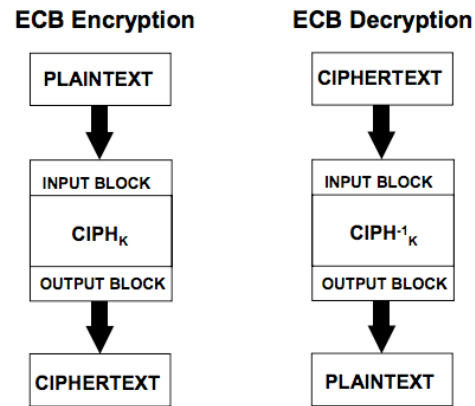 ECB Encryption
PLAINTEXT
INPUT BLOCK
CIPHK
OUTPUT BLOCK
CIPHERTEXT
ECB Decryption
CIPHERTEXT
INPUT BLOCK
CIPH-1K
OUTPUT BLOCK
PLAINTEXT